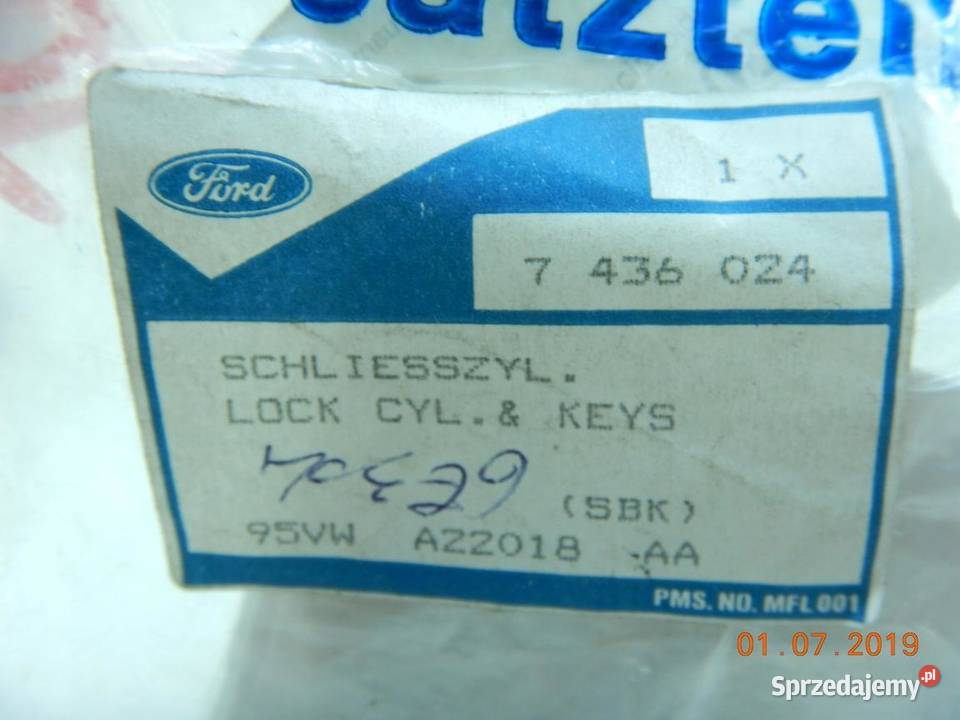 Ford
1 X
7 436 024
SCHLIESSZYL.
LOCK CYL.& KEYS
(SBK)
95VW AZ2018 AA
PMS. NO. MFL 001
01.07.2019
Sprzedajemy.pl